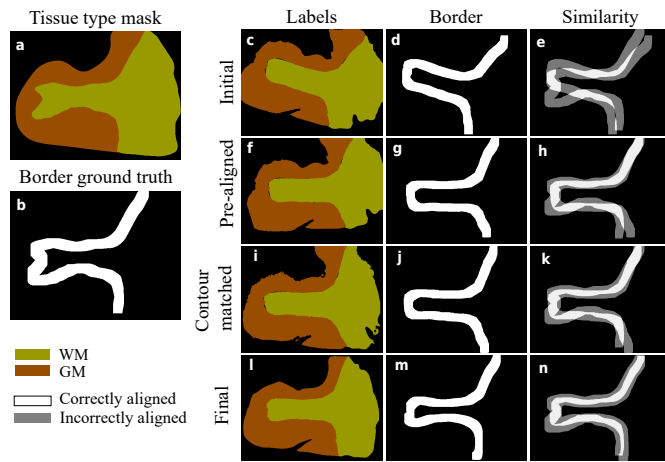 Tissue type mask
a
Border ground truth
b
WM
GM
Correctly aligned
Incorrectly aligned
Labels
Border
Similarity
Initial
c
d
e
Pre-aligned
f
g
h
Contour
matched
i
j
k
Final
l
m
n